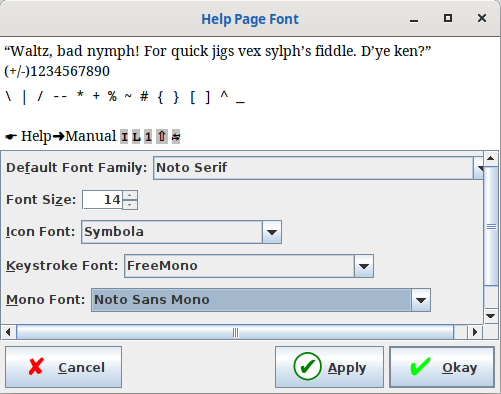 Help Page Font
“Waltz, bad nymph! For quick jigs vex sylph’s fiddle. D’ye ken?”
(+/-)1234567890
\ | / -- * + % ~ # { } [ ] ^ _
☛ Help➜Manual I L 1 ⇧
Default Font Family: Noto Serif
Font Size: 14
Icon Font: Symbola
Keystroke Font: FreeMono
Mono Font: Noto Sans Mono
✘ Cancel ✓ Apply ✔ Okay